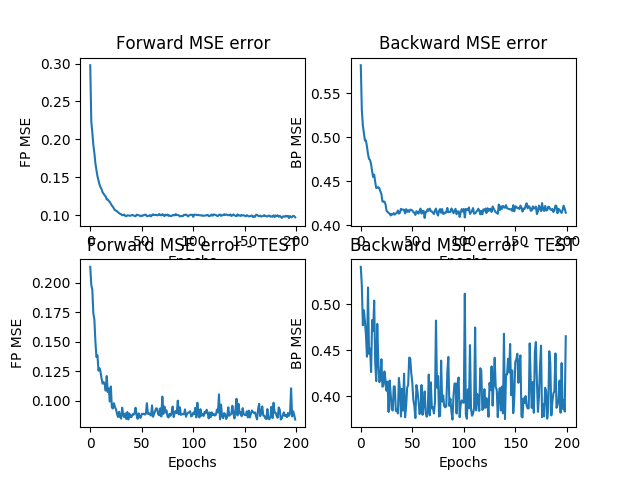 Forward MSE error
FP MSE
0.30
0.25
0.20
0.15
0.10
0 50 100 150 200
Epochs
Backward MSE error
BP MSE
0.55
0.50
0.45
0.40
0 50 100 150 200
Epochs
Forward MSE error - TEST
FP MSE
0.200
0.175
0.150
0.125
0.100
0 50 100 150 200
Epochs
Backward MSE error - TEST
BP MSE
0.50
0.45
0.40
0 50 100 150 200
Epochs